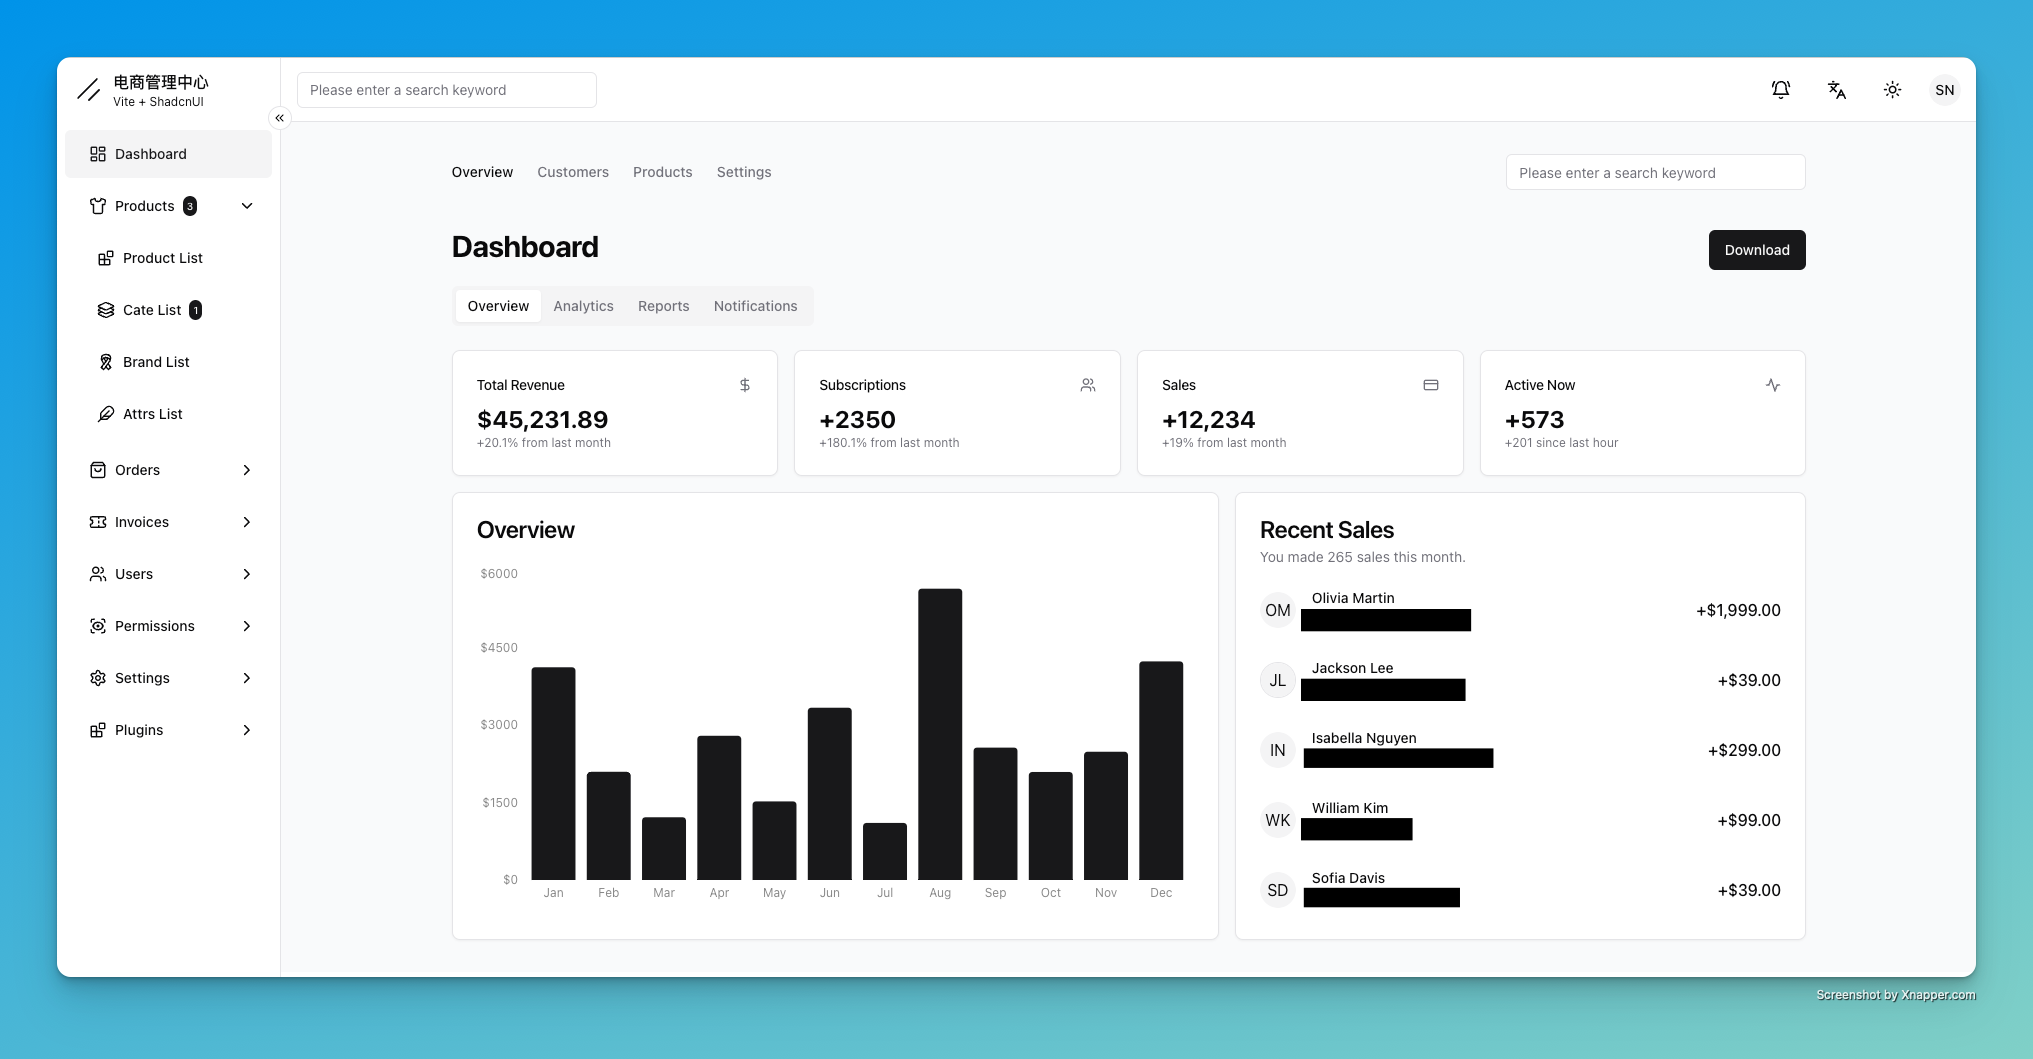 电商管理中心
Vite + ShadcnUI
Please enter a search keyword
SN
Dashboard
Products 3
Product List
Cate List 1
Brand List
Attrs List
Orders
Invoices
Users
Permissions
Settings
Plugins
Overview Customers Products Settings
Please enter a search keyword
Dashboard
Download
Overview Analytics Reports Notifications
Total Revenue
$45,231.89
+20.1% from last month
Subscriptions
+2350
+180.1% from last month
Sales
+12,234
+19% from last month
Active Now
+573
+201 since last hour
Overview
$6000
$4500
$3000
$1500
$0
Jan Feb Mar Apr May Jun Jul Aug Sep Oct Nov Dec
Recent Sales
You made 265 sales this month.
OM Olivia Martin +$1,999.00
JL Jackson Lee +$39.00
IN Isabella Nguyen +$299.00
WK William Kim +$99.00
SD Sofia Davis +$39.00
Screenshot by Xnapper.com